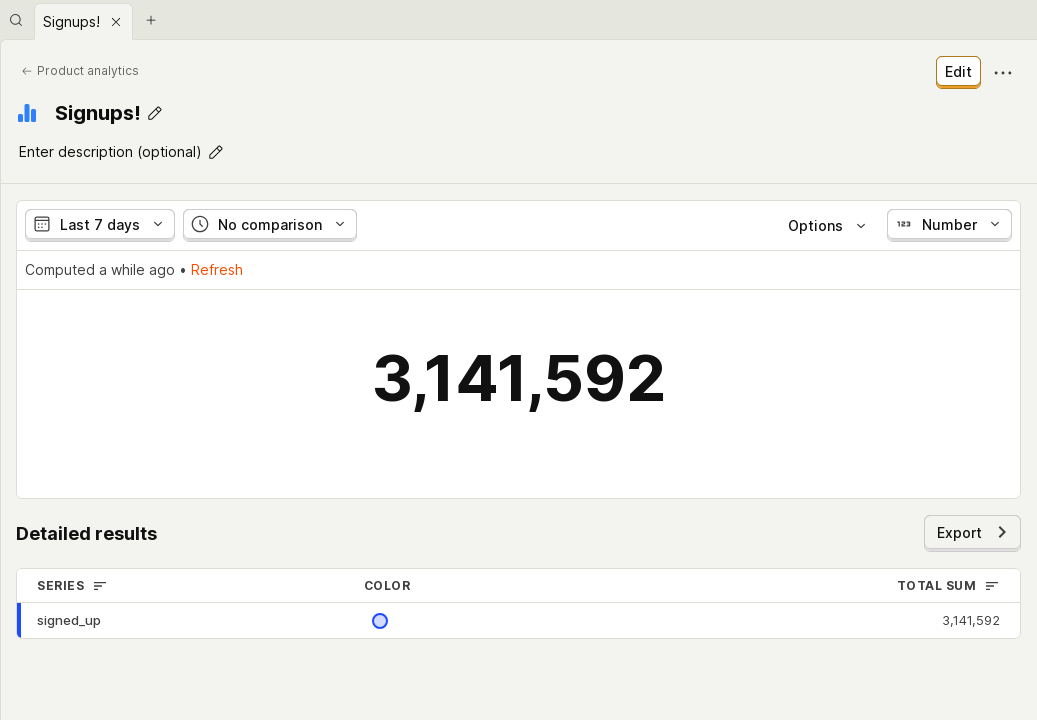 Signups!
Product analytics
Edit
Signups!
Enter description (optional)
Last 7 days
No comparison
Options
123 Number
Computed a while ago • Refresh
3,141,592
Detailed results
Export
SERIES COLOR TOTAL SUM
signed_up 3,141,592